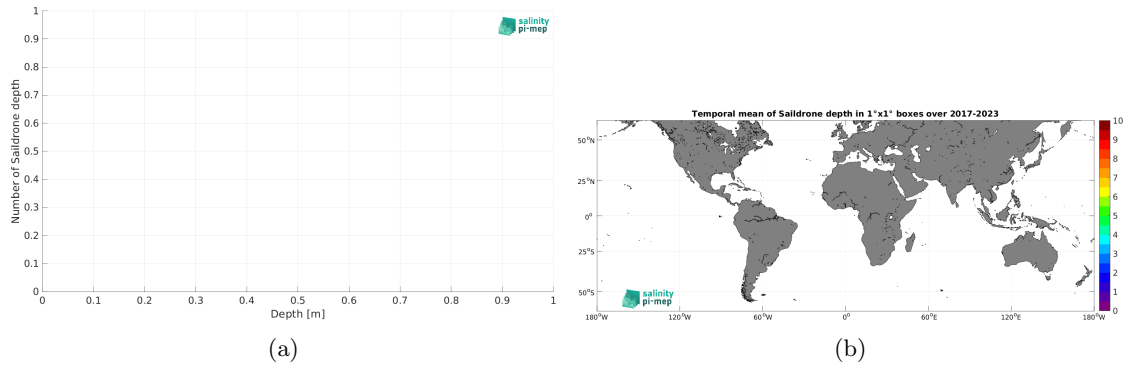 1
0.9
0.8
0.7
0.6
0.5
0.4
0.3
0.2
0.1
0
Number of Saildrone depth
0 0.1 0.2 0.3 0.4 0.5 0.6 0.7 0.8 0.9 1
Depth [m]
salinity
pi-mep
(a)
Temporal mean of Saildrone depth in 1°x1° boxes over 2017-2023
50°N
25°N
0°
25°S
50°S
180°W 120°W 60°W 0° 60°E 120°E 180°W
10
9
8
7
6
5
4
3
2
1
0
salinity
pi-mep
(b)